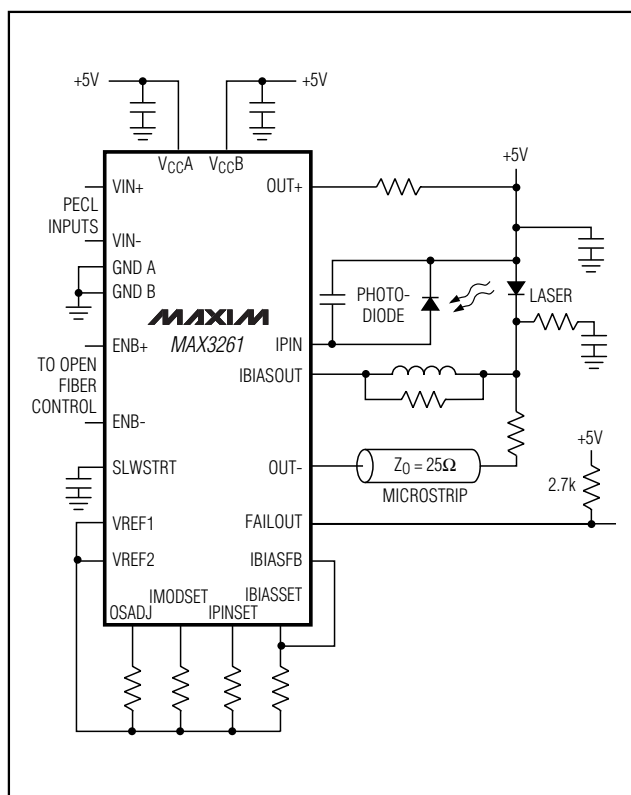 +5V
+5V
VCCA
VCCB
+5V
VIN+
OUT+
PECL
INPUTS
VIN-
GND A
GND B
PHOTO-
DIODE
LASER
MAXIM
MAX3261
IPIN
ENB+
IBIASOUT
TO OPEN
FIBER
CONTROL
ENB-
+5V
SLWSTRT
OUT-
Z0 = 25Ω
MICROSTRIP
2.7k
VREF1
FAILOUT
VREF2
IBIASFB
OSADJ
IMODSET
IPINSET
IBIASSET